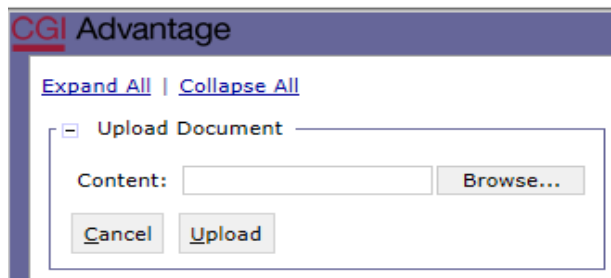 CGI Advantage
Expand All | Collapse All
Upload Document
Content: Browse...
Cancel Upload